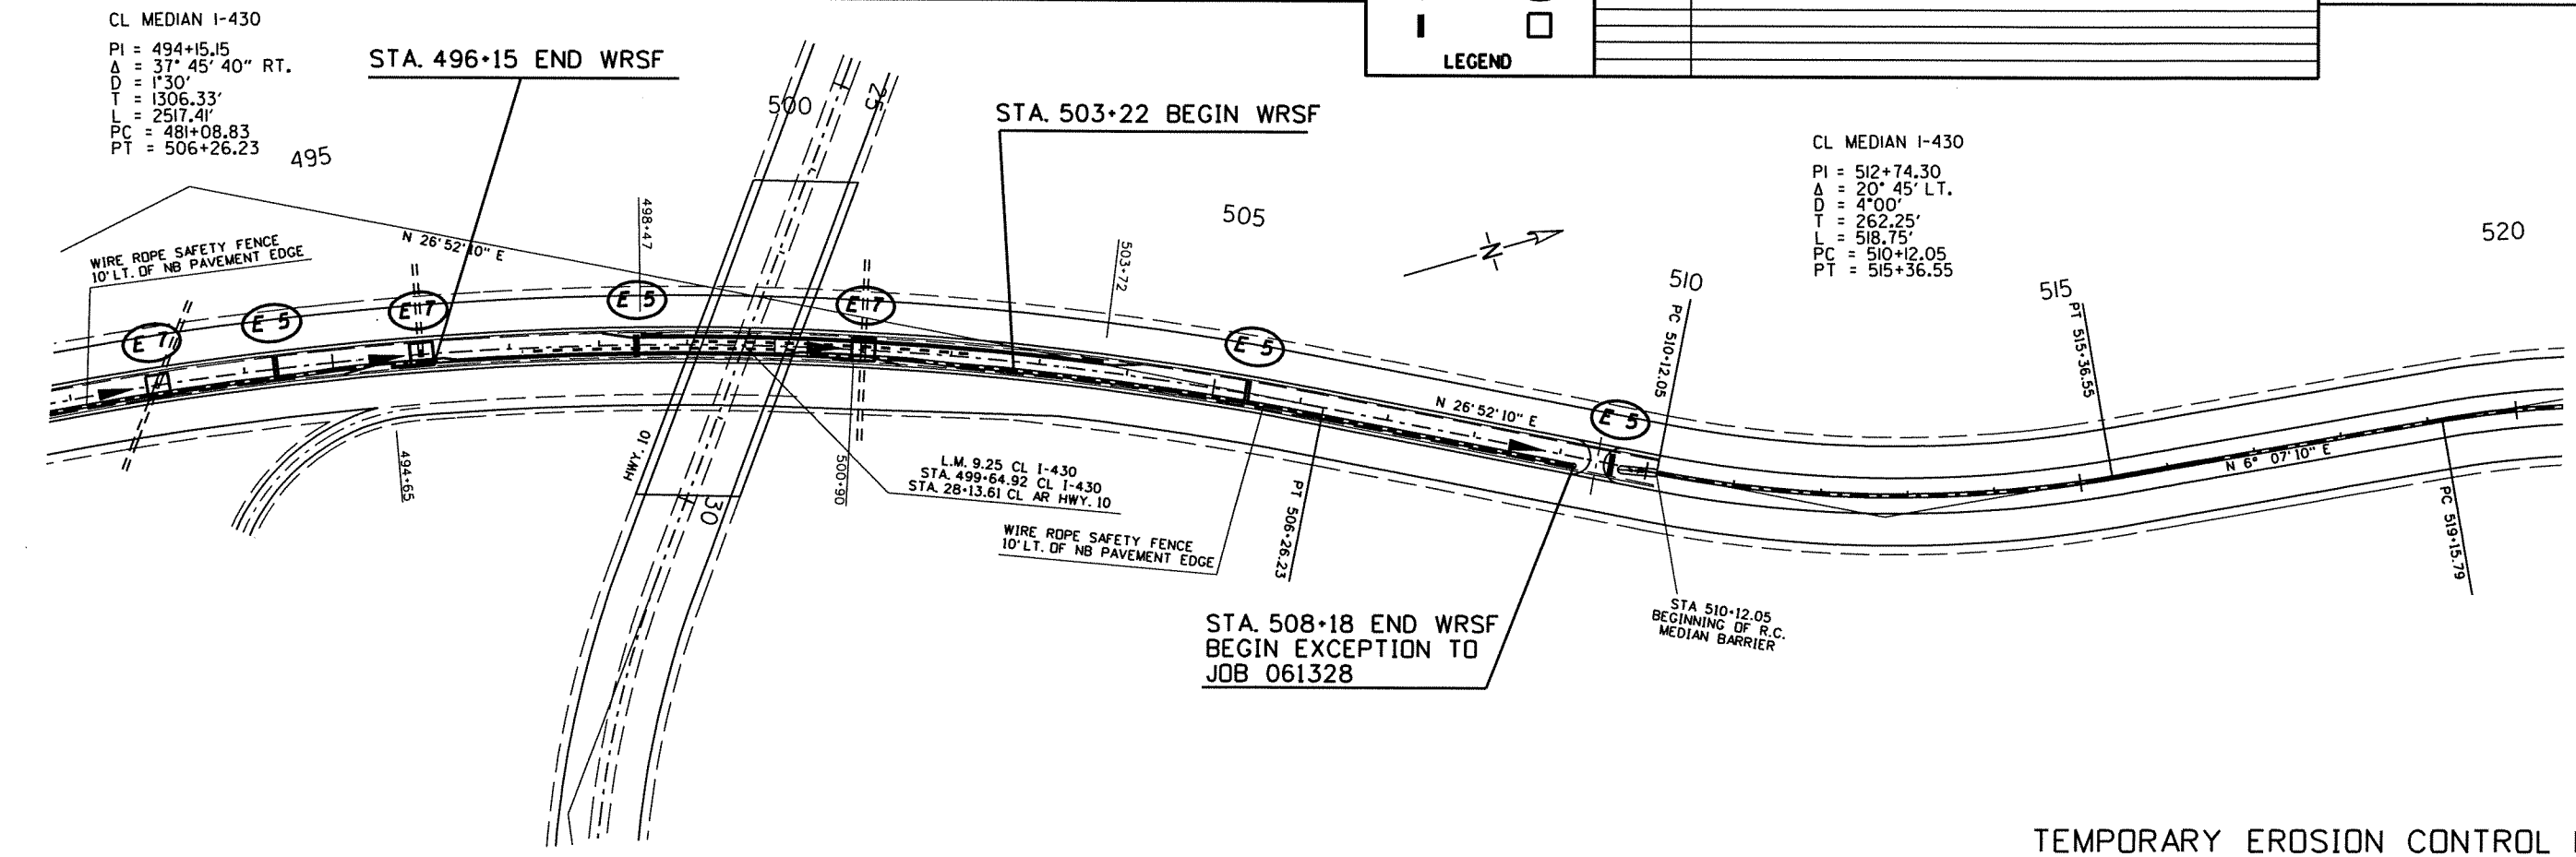 CL MEDIAN I-430
PI = 494+15.15
Δ = 37° 45' 40" RT.
D = 1°30'
T = 1306.33'
L = 2517.41'
PC = 481+08.83
PT = 506+26.23
STA. 496+15 END WRSF
495
500
25
STA. 503+22 BEGIN WRSF
LEGEND
CL MEDIAN I-430
PI = 512+74.30
Δ = 20° 45' LT.
D = 4°00'
T = 262.25'
L = 518.75'
PC = 510+12.05
PT = 515+36.55
505
510
515
520
WIRE ROPE SAFETY FENCE
10' LT. OF NB PAVEMENT EDGE
N 26°52'10" E
498+47
503+72
N
E 7
E 5
E 7
E 5
E 7
E 5
E 5
PC 510+12.05
PT 515+36.55
N 26°52'10" E
N 6° 07'10" E
494+65
HWY. 10
30
500+90
L.M. 9.25 CL I-430
STA. 499+64.92 CL I-430
STA. 28+13.61 CL AR HWY. 10
WIRE ROPE SAFETY FENCE
10' LT. OF NB PAVEMENT EDGE
PT 506+26.23
PC 519+15.79
STA. 508+18 END WRSF
BEGIN EXCEPTION TO
JOB 061328
STA 510+12.05
BEGINNING OF R.C.
MEDIAN BARRIER
TEMPORARY EROSION CONTROL